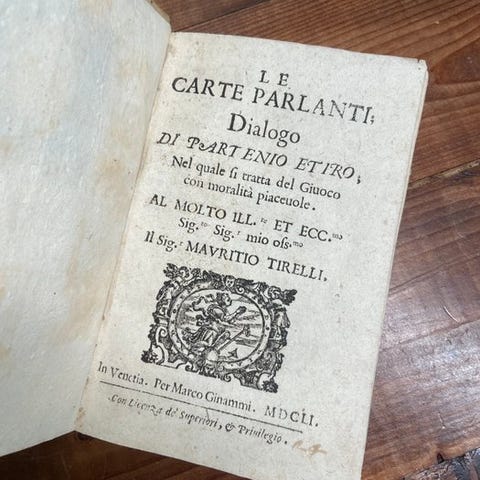 LE
CARTE PARLANTI;
Dialogo
DI PARTENIO ETIRO;
Nel quale si tratta del Giuoco
con moralità piaceuole.
AL MOLTO ILL.re ET ECC.mo
Sig.ro Sig.r mio oss.mo
Il Sig.r MAVRITIO TIRELLI.
In Venetia. Per Marco Ginammi. MDCLI.
Con Licenza de' Superiori, & Priuilegio.